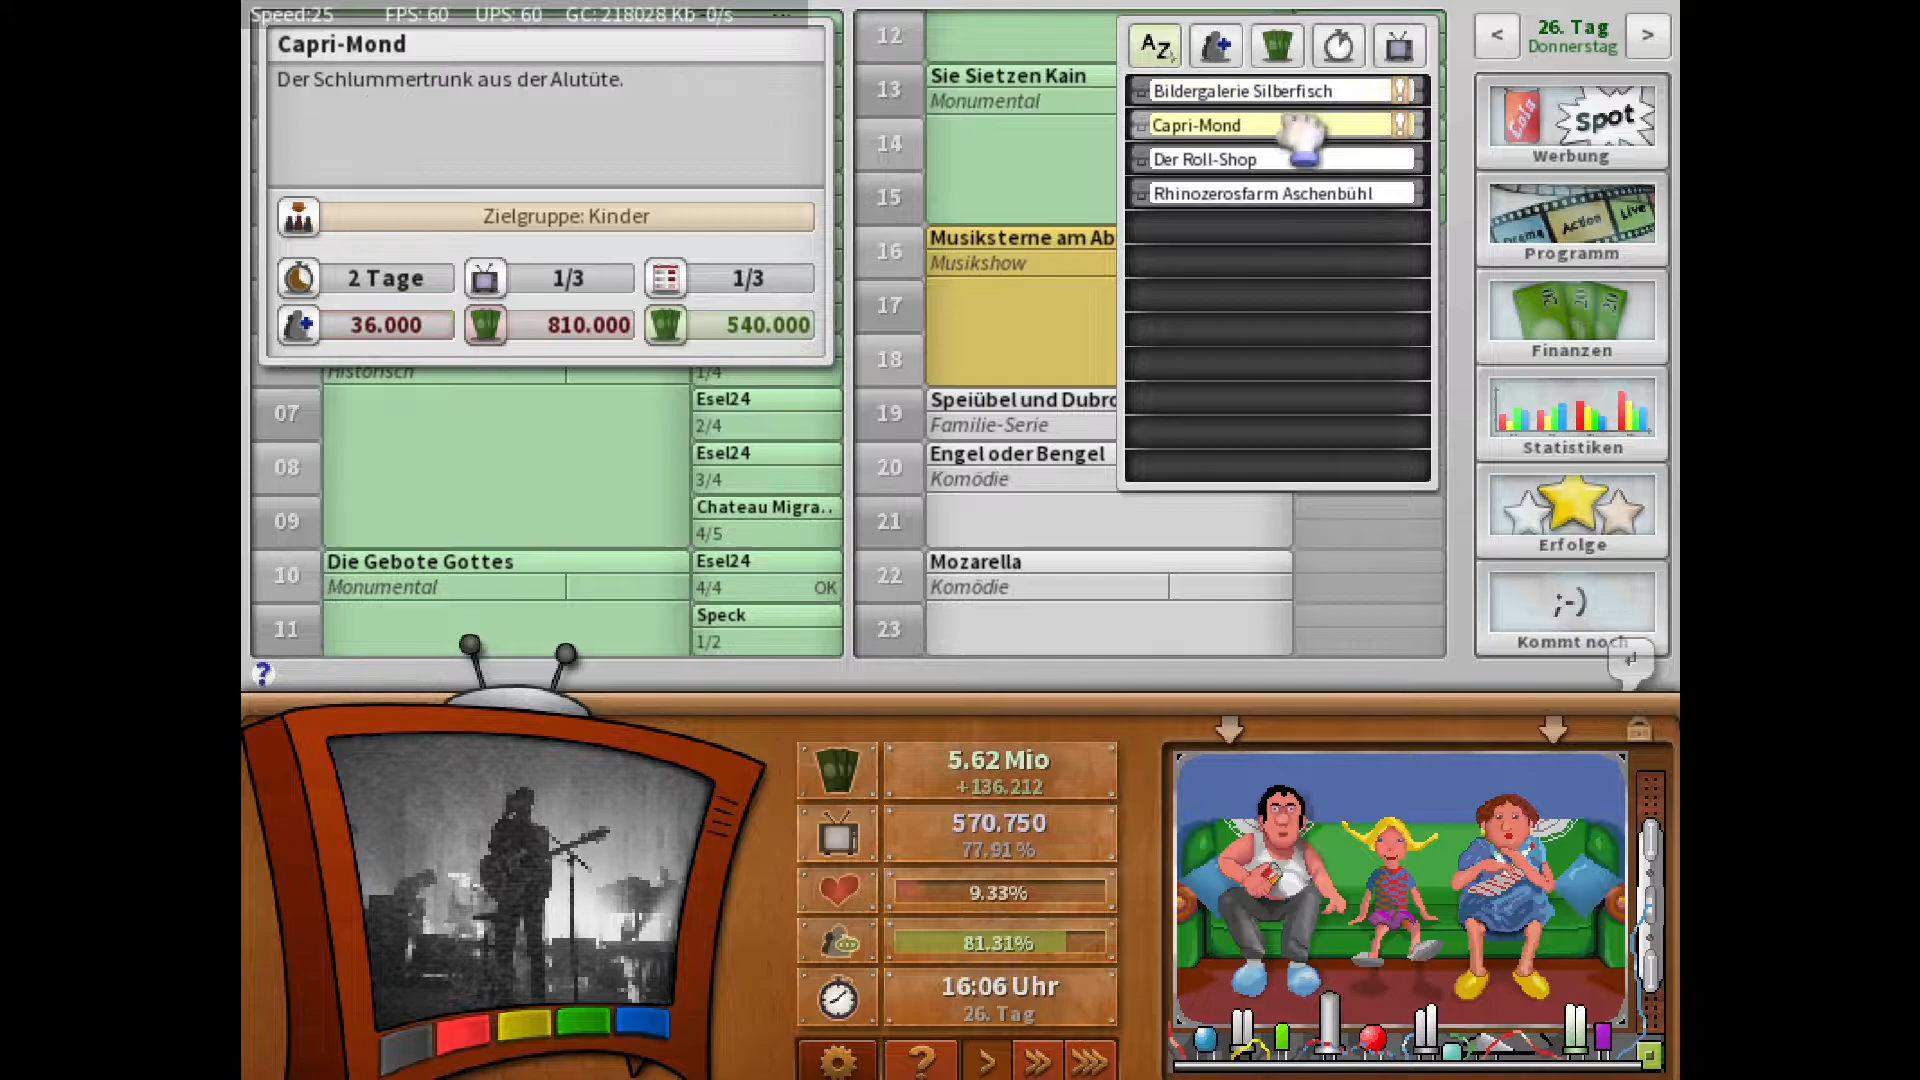 Speed:25 FPS: 60 UPS: 60 GC: 218028 Kb -0/s
Capri-Mond
Der Schlummertrunk aus der Alutüte.
Zielgruppe: Kinder
2 Tage 1/3 1/3
36.000 810.000 540.000
Historisch 1/4
07 Esel24
2/4
08 Esel24
3/4
09 Chateau Migra..
4/5
10 Die Gebote Gottes Esel24
Monumental 4/4 OK
11 Speck
1/2
?
12
13 Sie Sietzen Kain
Monumental
14
15
16 Musiksterne am Ab
Musikshow
17
18
19 Speiübel und Dubro
Familie-Serie
20 Engel oder Bengel
Komödie
21
22 Mozarella
Komödie
23
AZ
Bildergalerie Silberfisch
Capri-Mond
Der Roll-Shop
Rhinozerosfarm Aschenbühl
< 26. Tag >
Donnerstag
Cola Spot
Werbung
Drama Action Live
Programm
Finanzen
Statistiken
Erfolge
;-)
Kommt noch
5.62 Mio
+136.212
570.750
77.91 %
9.33%
81.31%
16:06 Uhr
26. Tag
?